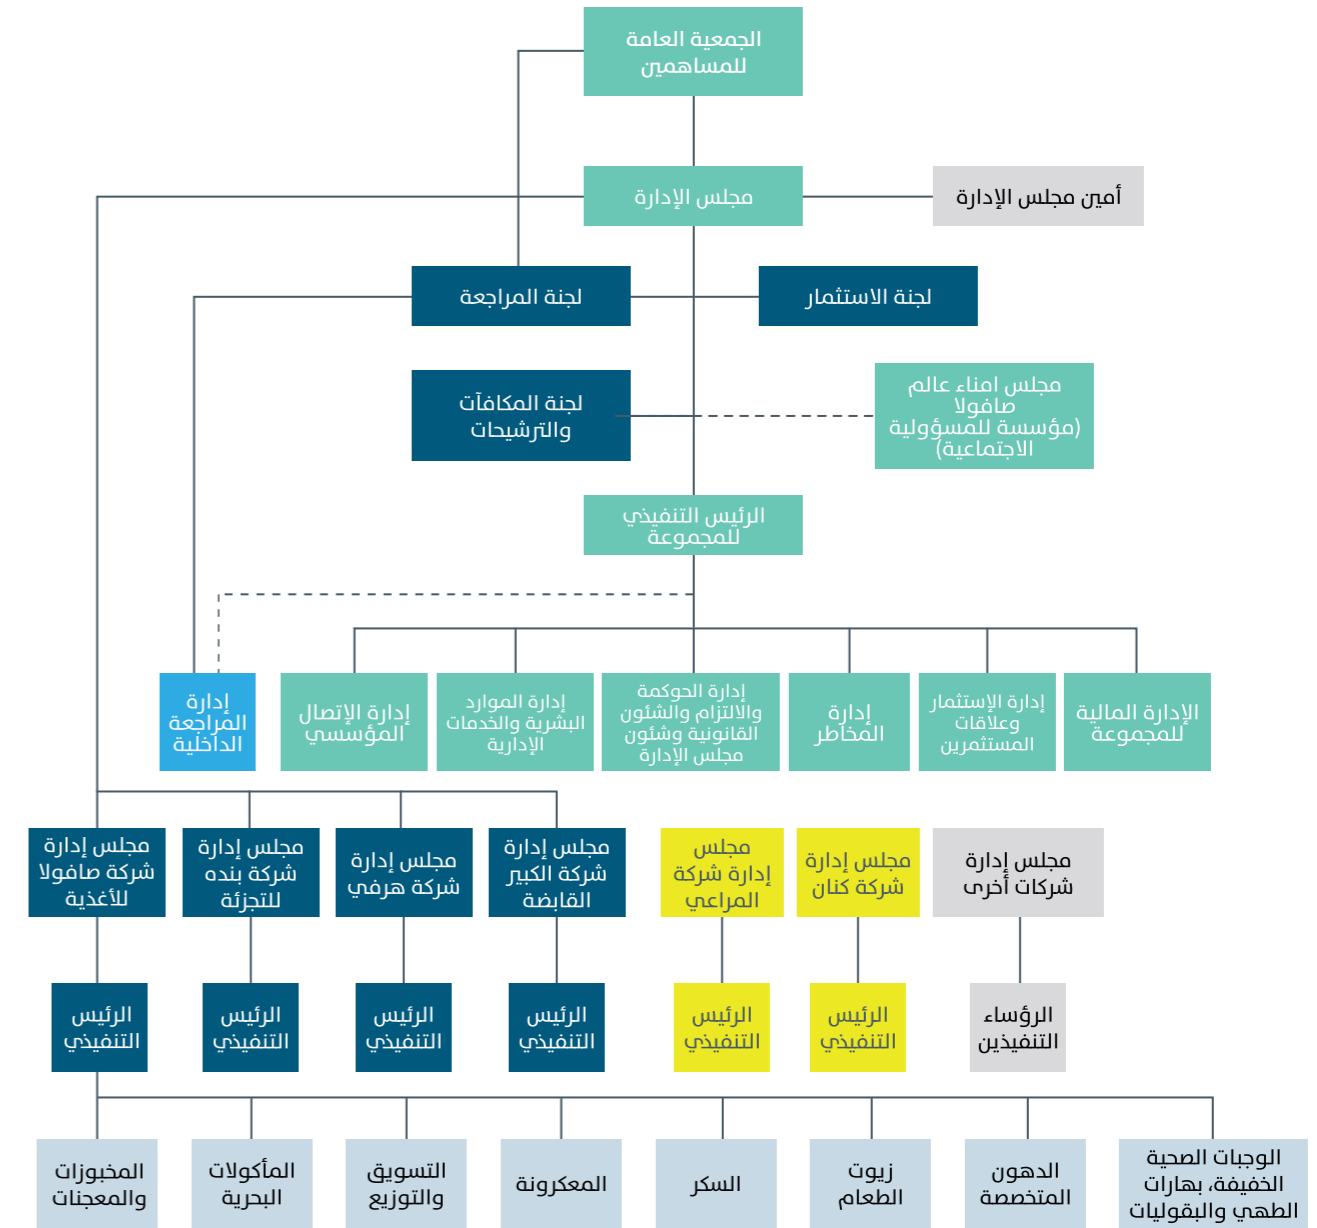 الجمعية العامة
للمساهمين
مجلس الإدارة
أمين مجلس الإدارة
لجنة الاستثمار
لجنة المراجعة
مجلس امناء عالم
صافولا
(مؤسسة للمسؤولية
الاجتماعية)
لجنة المكافآت
والترشيحات
الرئيس التنفيذي
للمجموعة
الإدارة المالية
للمجموعة
إدارة الإستثمار
وعلاقات
المستثمرين
إدارة
المخاطر
إدارة الحوكمة
والالتزام والشئون
القانونية وشئون
مجلس الإدارة
إدارة الموارد
البشرية والخدمات
الإدارية
إدارة الإتصال
المؤسسي
إدارة
المراجعة
الداخلية
مجلس إدارة
شركات أخرى
مجلس إدارة
شركة كنان
مجلس
إدارة شركة
المراعي
مجلس إدارة
شركة الكبير
القابضة
مجلس إدارة
شركة هرفي
مجلس إدارة
شركة بنده
للتجزئة
مجلس إدارة
شركة صافولا
للأغذية
الرؤساء
التنفيذين
الرئيس
التنفيذي
الرئيس
التنفيذي
الرئيس
التنفيذي
الرئيس
التنفيذي
الرئيس
التنفيذي
الرئيس
التنفيذي
الوجبات الصحية
الخفيفة، بهارات
الطهي والبقوليات
الدهون
المتخصصة
زيوت
الطعام
السكر
المعكرونة
التسويق
والتوزيع
المأكولات
البحرية
المخبوزات
والمعجنات